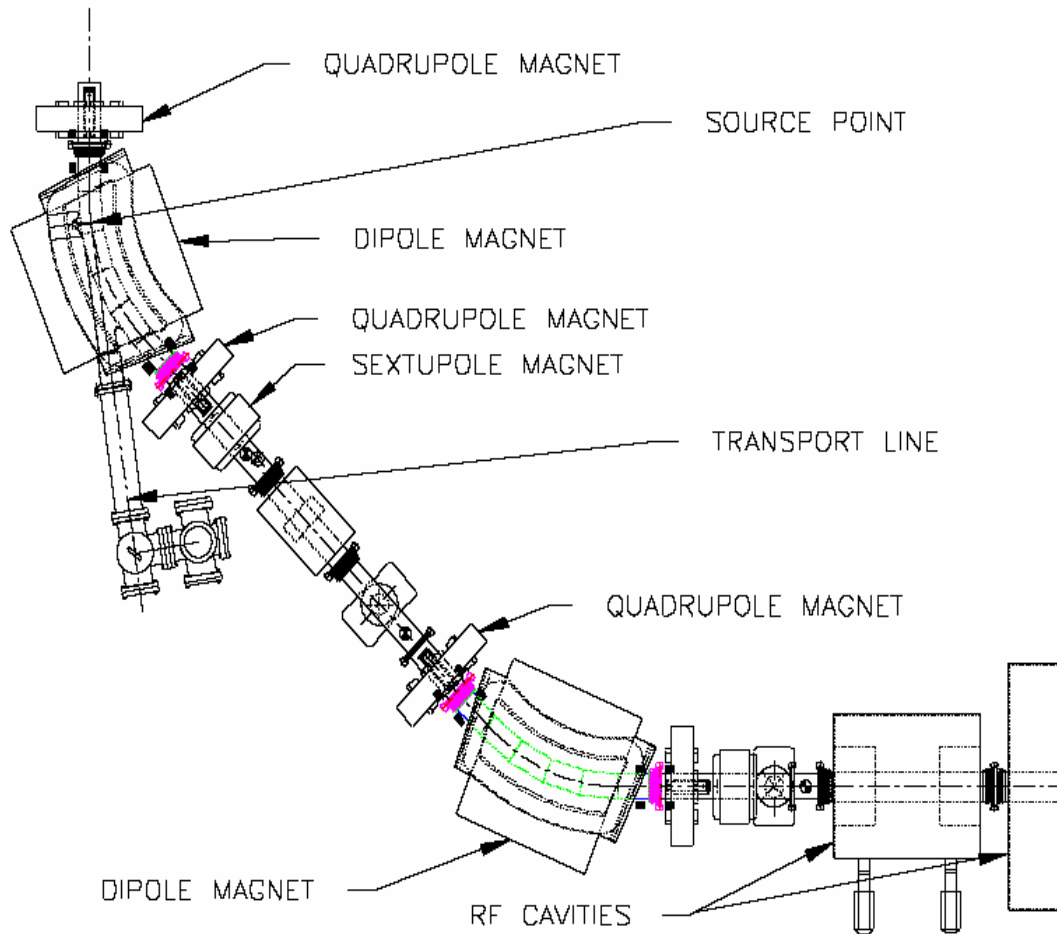 QUADRUPOLE MAGNET
SOURCE POINT
DIPOLE MAGNET
QUADRUPOLE MAGNET
SEXTUPOLE MAGNET
TRANSPORT LINE
QUADRUPOLE MAGNET
DIPOLE MAGNET
RF CAVITIES